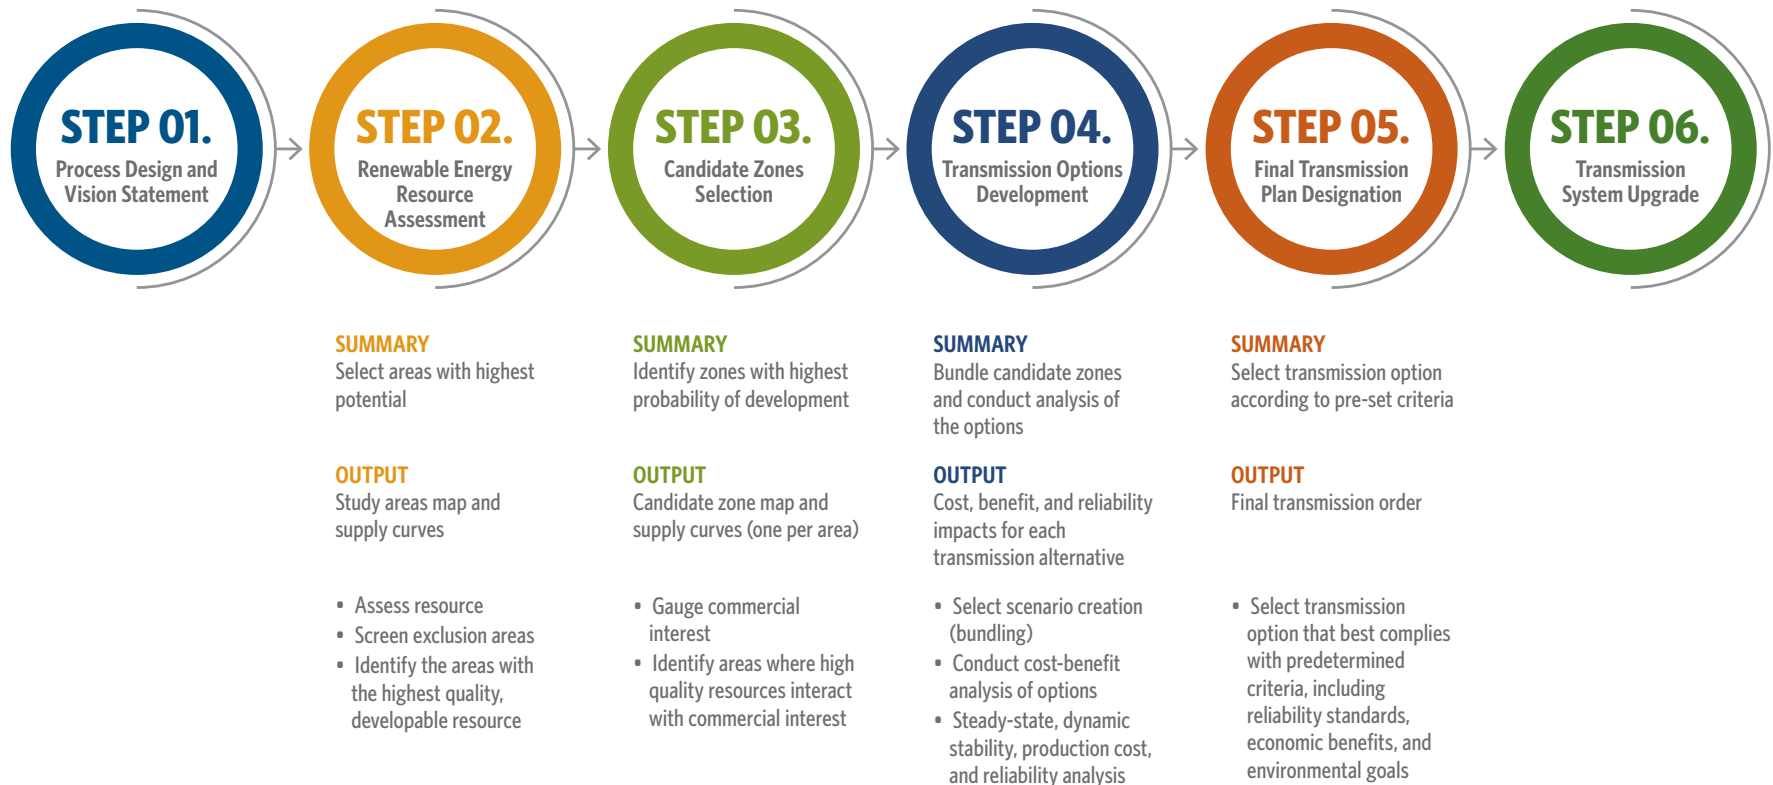 STEP 01.
Process Design and
Vision Statement
STEP 02.
Renewable Energy
Resource
Assessment
STEP 03.
Candidate Zones
Selection
STEP 04.
Transmission Options
Development
STEP 05.
Final Transmission
Plan Designation
STEP 06.
Transmission
System Upgrade
SUMMARY
Select areas with highest
potential
OUTPUT
Study areas map and
supply curves
• Assess resource
• Screen exclusion areas
• Identify the areas with
the highest quality,
developable resource
SUMMARY
Identify zones with highest
probability of development
OUTPUT
Candidate zone map and
supply curves (one per area)
• Gauge commercial
interest
• Identify areas where high
quality resources interact
with commercial interest
SUMMARY
Bundle candidate zones
and conduct analysis of
the options
OUTPUT
Cost, benefit, and reliability
impacts for each
transmission alternative
• Select scenario creation
(bundling)
• Conduct cost-benefit
analysis of options
• Steady-state, dynamic
stability, production cost,
and reliability analysis
SUMMARY
Select transmission option
according to pre-set criteria
OUTPUT
Final transmission order
• Select transmission
option that best complies
with predetermined
criteria, including
reliability standards,
economic benefits, and
environmental goals